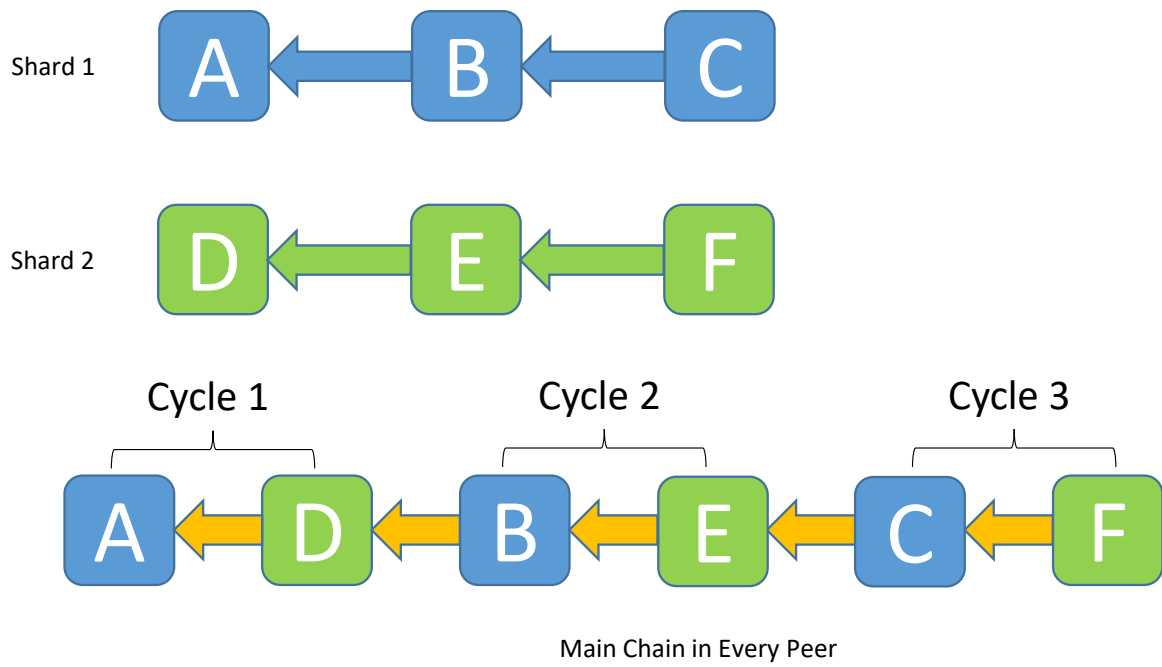 Shard 1
A B C
Shard 2
D E F
Cycle 1 Cycle 2 Cycle 3
A D B E C F
Main Chain in Every Peer